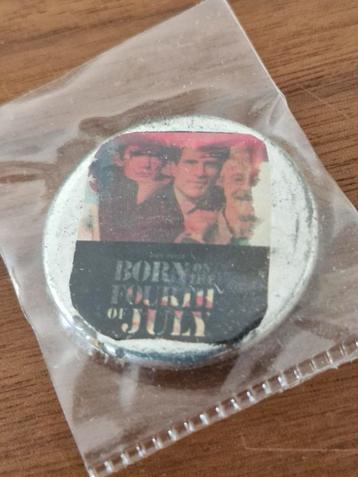 BORN ON THE
FOURTH
OF JULY